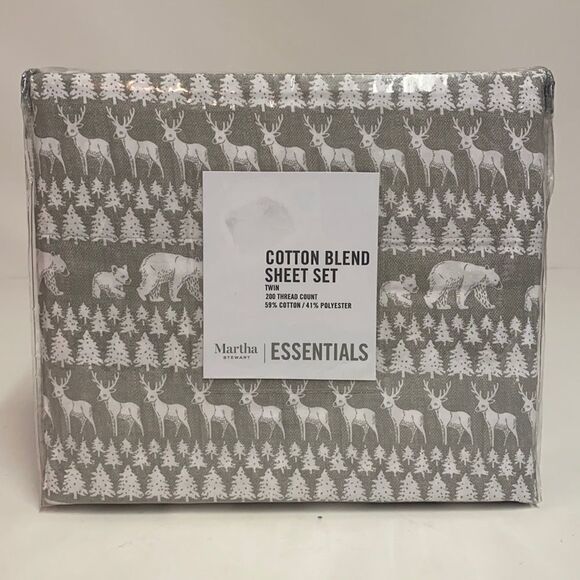 COTTON BLEND
SHEET SET
TWIN
200 THREAD COUNT
59% COTTON / 41% POLYESTER
Martha
STEWART
ESSENTIALS